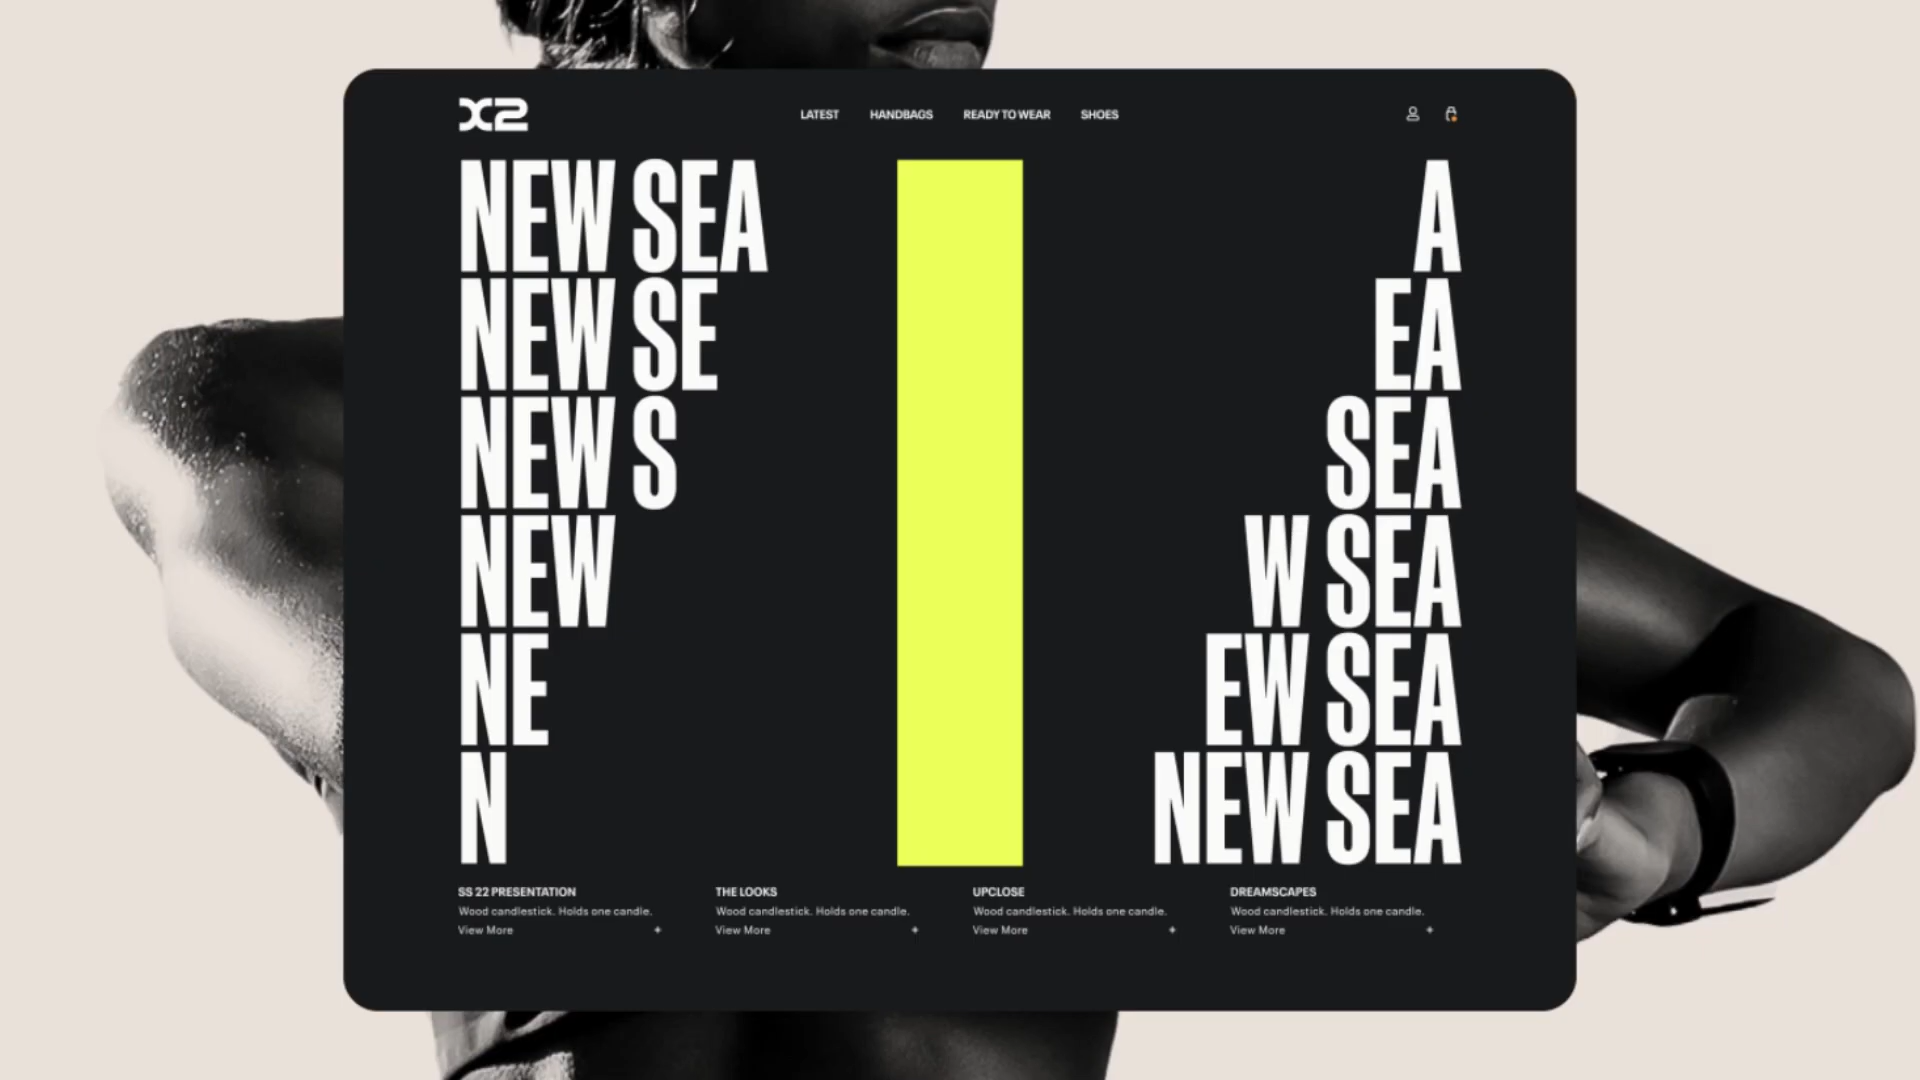 X2
LATEST HANDBAGS READY TO WEAR SHOES
NEW SEA A
NEW SE EA
NEW S SEA
NEW W SEA
NE EW SEA
N NEW SEA
SS 22 PRESENTATION
Wood candlestick. Holds one candle.
View More +
THE LOOKS
Wood candlestick. Holds one candle.
View More +
UPCLOSE
Wood candlestick. Holds one candle.
View More +
DREAMSCAPES
Wood candlestick. Holds one candle.
View More +